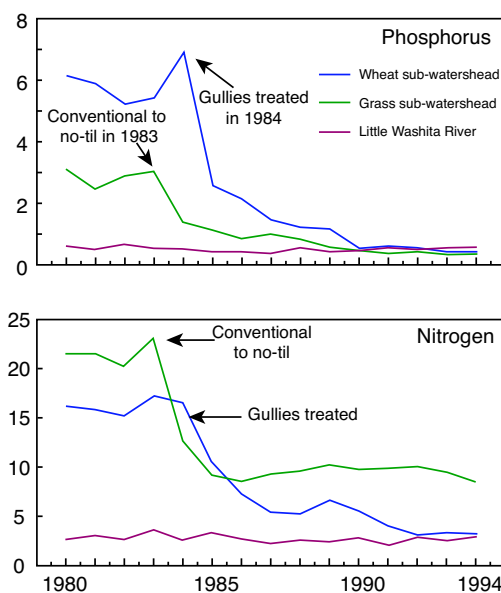 8
Phosphorus
Wheat sub-watershead
6
Gullies treated
in 1984
Grass sub-watershead
Conventional to
no-til in 1983
Little Washita River
4
2
0
25
Nitrogen
Conventional
to no-til
20
Gullies treated
15
10
5
0
1980 1985 1990 1994